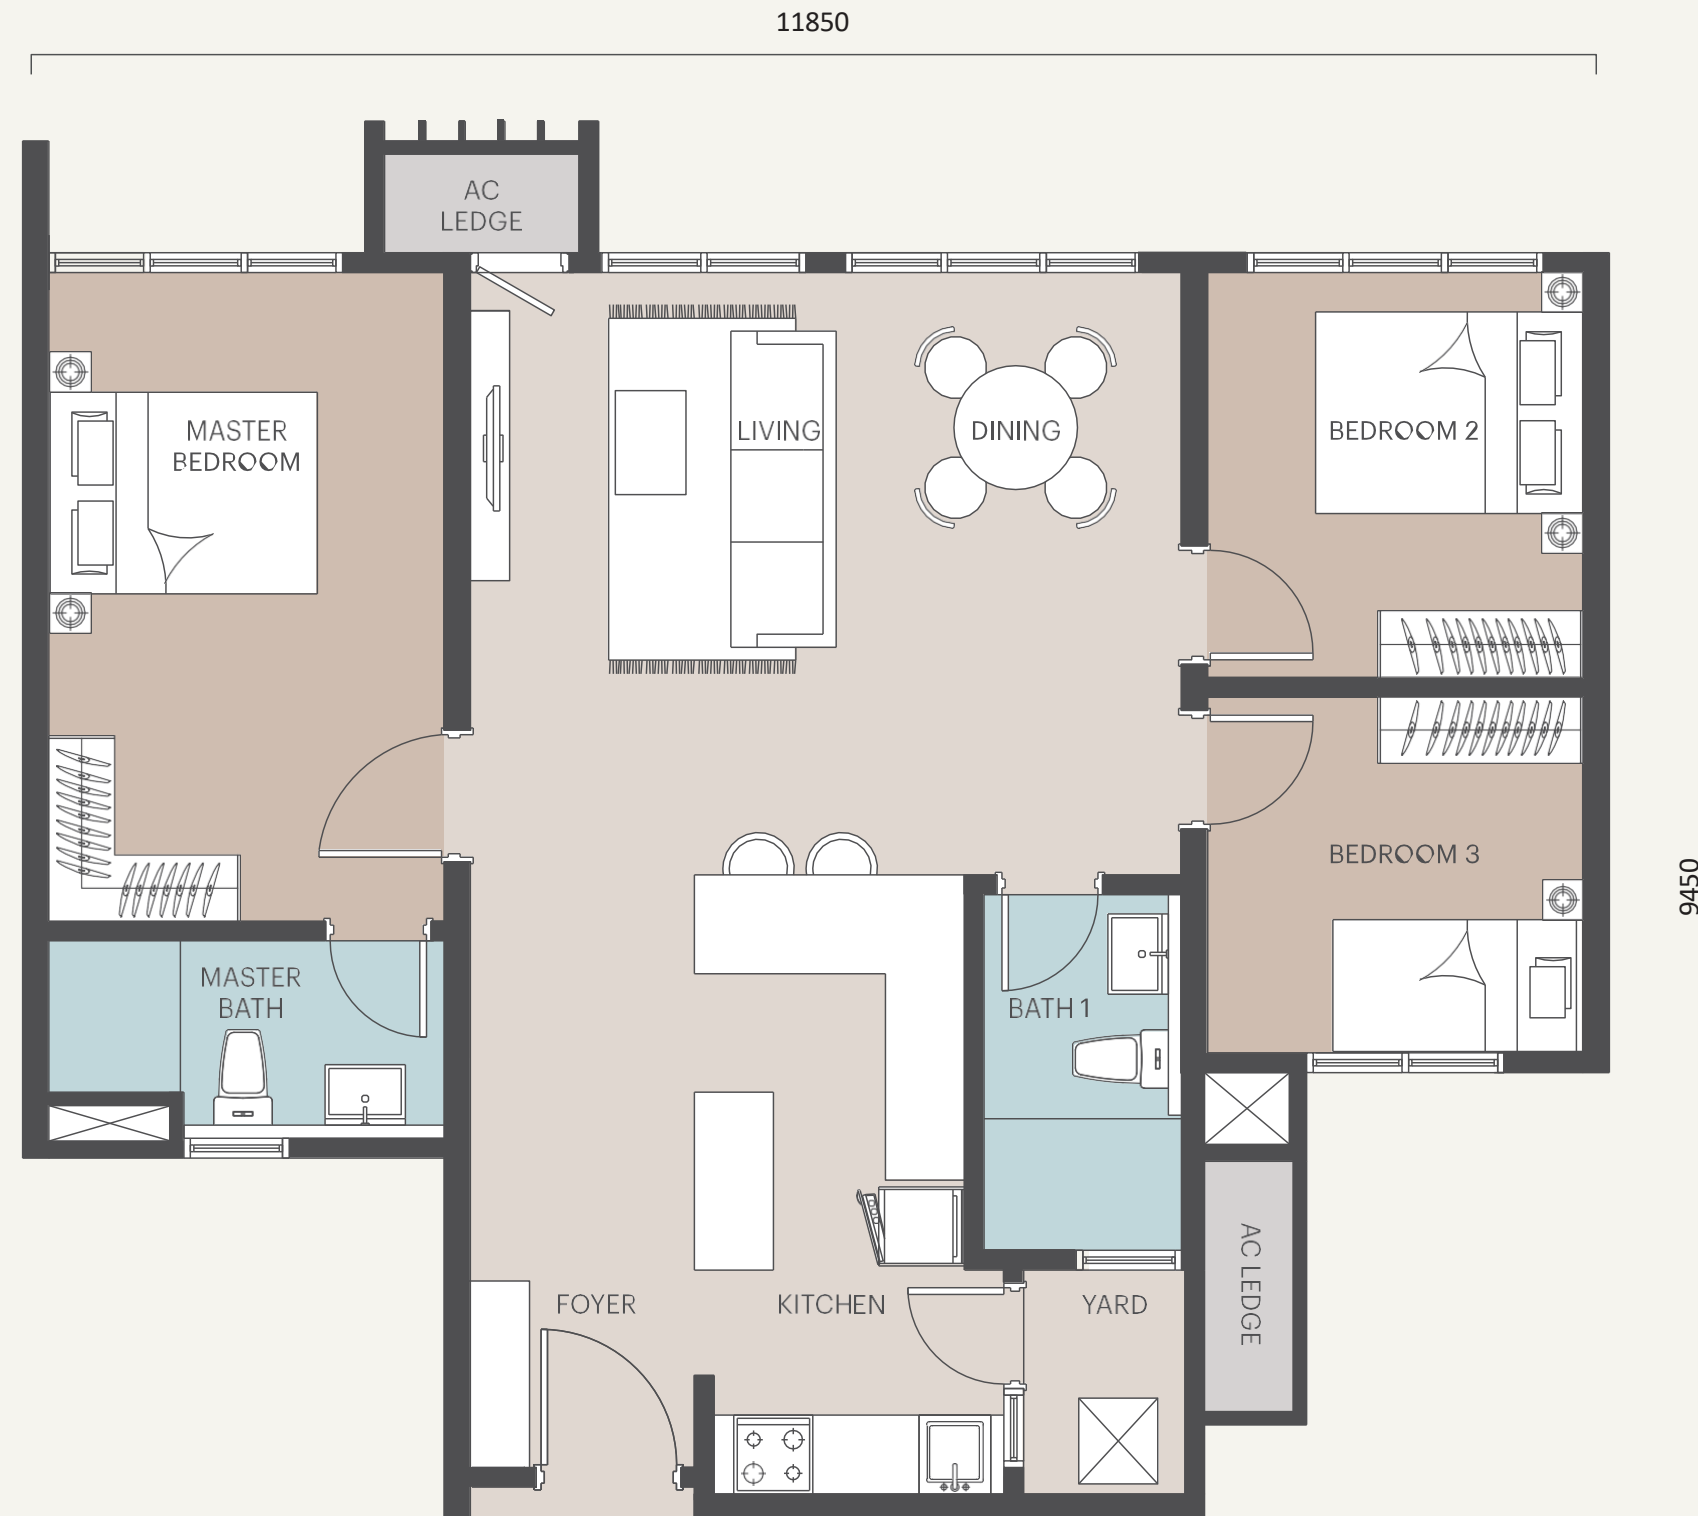 11850
AC
LEDGE
MASTER
BEDROOM
LIVING
DINING
BEDROOM 2
BEDROOM 3
9450
MASTER
BATH
BATH 1
FOYER
KITCHEN
YARD
AC LEDGE